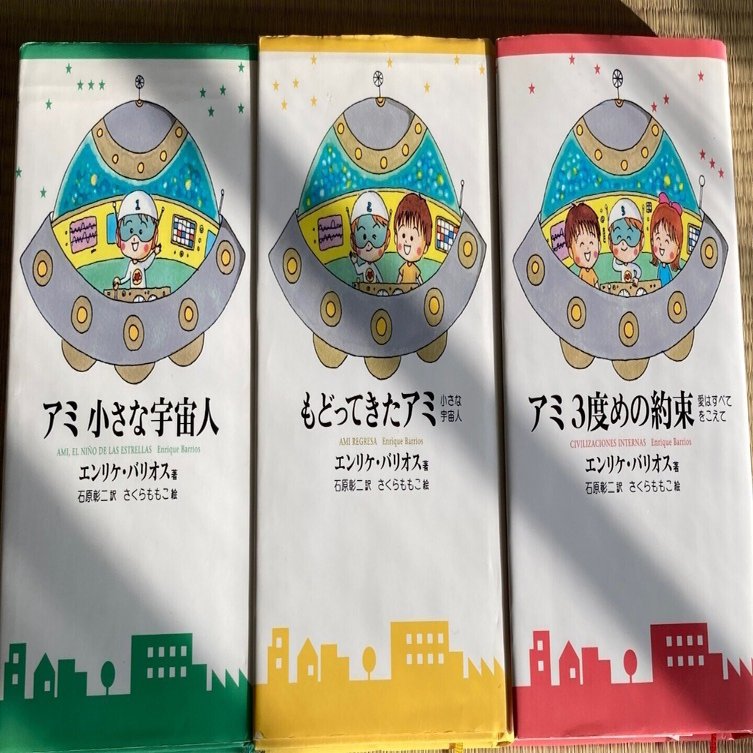 1
アミ 小さな宇宙人
AMI, EL NIÑO DE LAS ESTRELLAS Enrique Barrios
エンリケ・バリオス著
石原彰二訳 さくらももこ絵
2
もどってきたアミ 小さな
宇宙人
AMI REGRESA Enrique Barrios
エンリケ・バリオス著
石原彰二訳 さくらももこ絵
3
アミ 3度めの約束 愛はすべて
をこえて
CIVILIZACIONES INTERNAS Enrique Barrios
エンリケ・バリオス著
石原彰二訳 さくらももこ絵